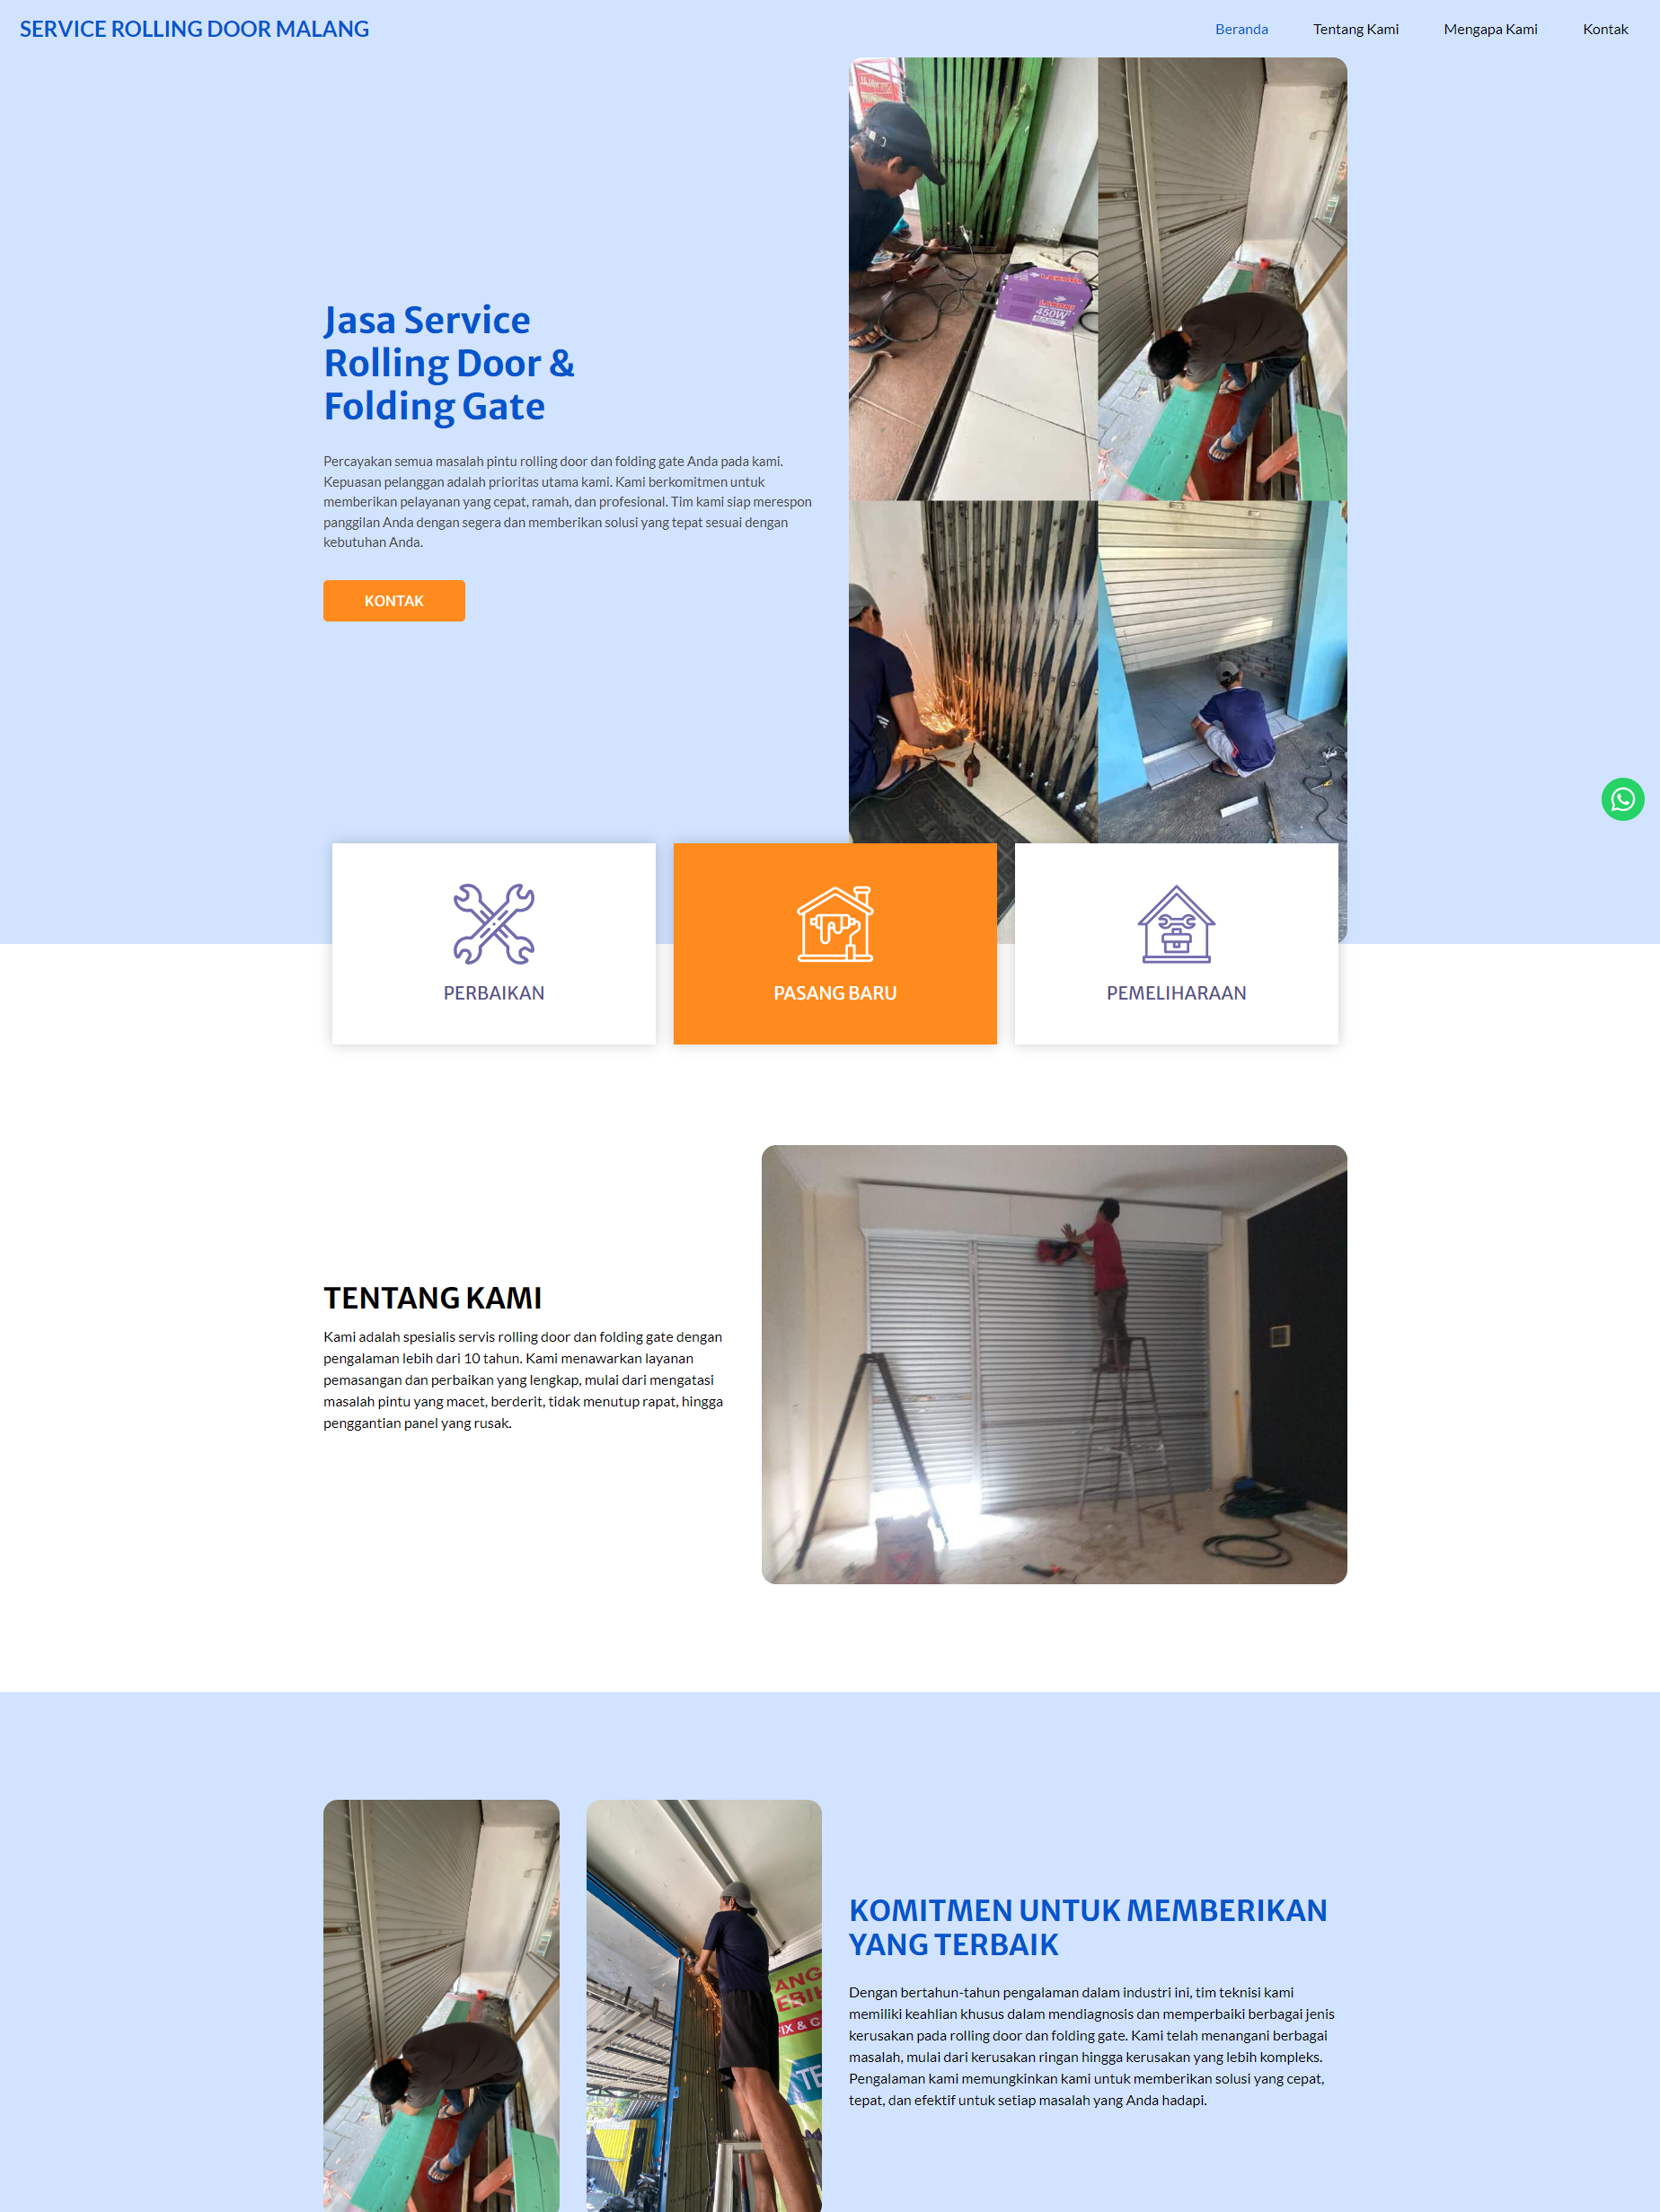 SERVICE ROLLING DOOR MALANG
Beranda
Tentang Kami
Mengapa Kami
Kontak
Jasa Service
Rolling Door &
Folding Gate
Percayakan semua masalah pintu rolling door dan folding gate Anda pada kami.
Kepuasan pelanggan adalah prioritas utama kami. Kami berkomitmen untuk
memberikan pelayanan yang cepat, ramah, dan profesional. Tim kami siap merespon
panggilan Anda dengan segera dan memberikan solusi yang tepat sesuai dengan
kebutuhan Anda.
KONTAK
450W
PERBAIKAN
PASANG BARU
PEMELIHARAAN
TENTANG KAMI
Kami adalah spesialis servis rolling door dan folding gate dengan
pengalaman lebih dari 10 tahun. Kami menawarkan layanan
pemasangan dan perbaikan yang lengkap, mulai dari mengatasi
masalah pintu yang macet, berderit, tidak menutup rapat, hingga
penggantian panel yang rusak.
KOMITMEN UNTUK MEMBERIKAN
YANG TERBAIK
Dengan bertahun-tahun pengalaman dalam industri ini, tim teknisi kami
memiliki keahlian khusus dalam mendiagnosis dan memperbaiki berbagai jenis
kerusakan pada rolling door dan folding gate. Kami telah menangani berbagai
masalah, mulai dari kerusakan ringan hingga kerusakan yang lebih kompleks.
Pengalaman kami memungkinkan kami untuk memberikan solusi yang cepat,
tepat, dan efektif untuk setiap masalah yang Anda hadapi.